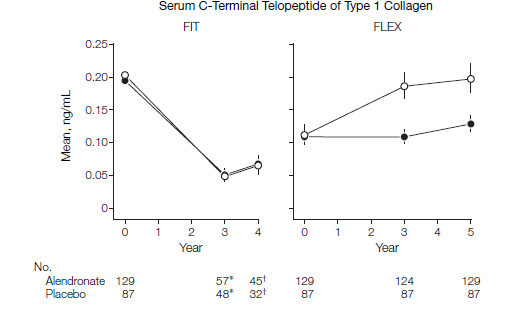 Serum C-Terminal Telopeptide of Type 1 Collagen
FIT FLEX
Mean, ng/mL
0.25
0.20
0.15
0.10
0.05
0
0 1 2 3 4 0 1 2 3 4 5
Year Year
No.
Alendronate 129 57* 45† 129 124 129
Placebo 87 48* 32† 87 87 87